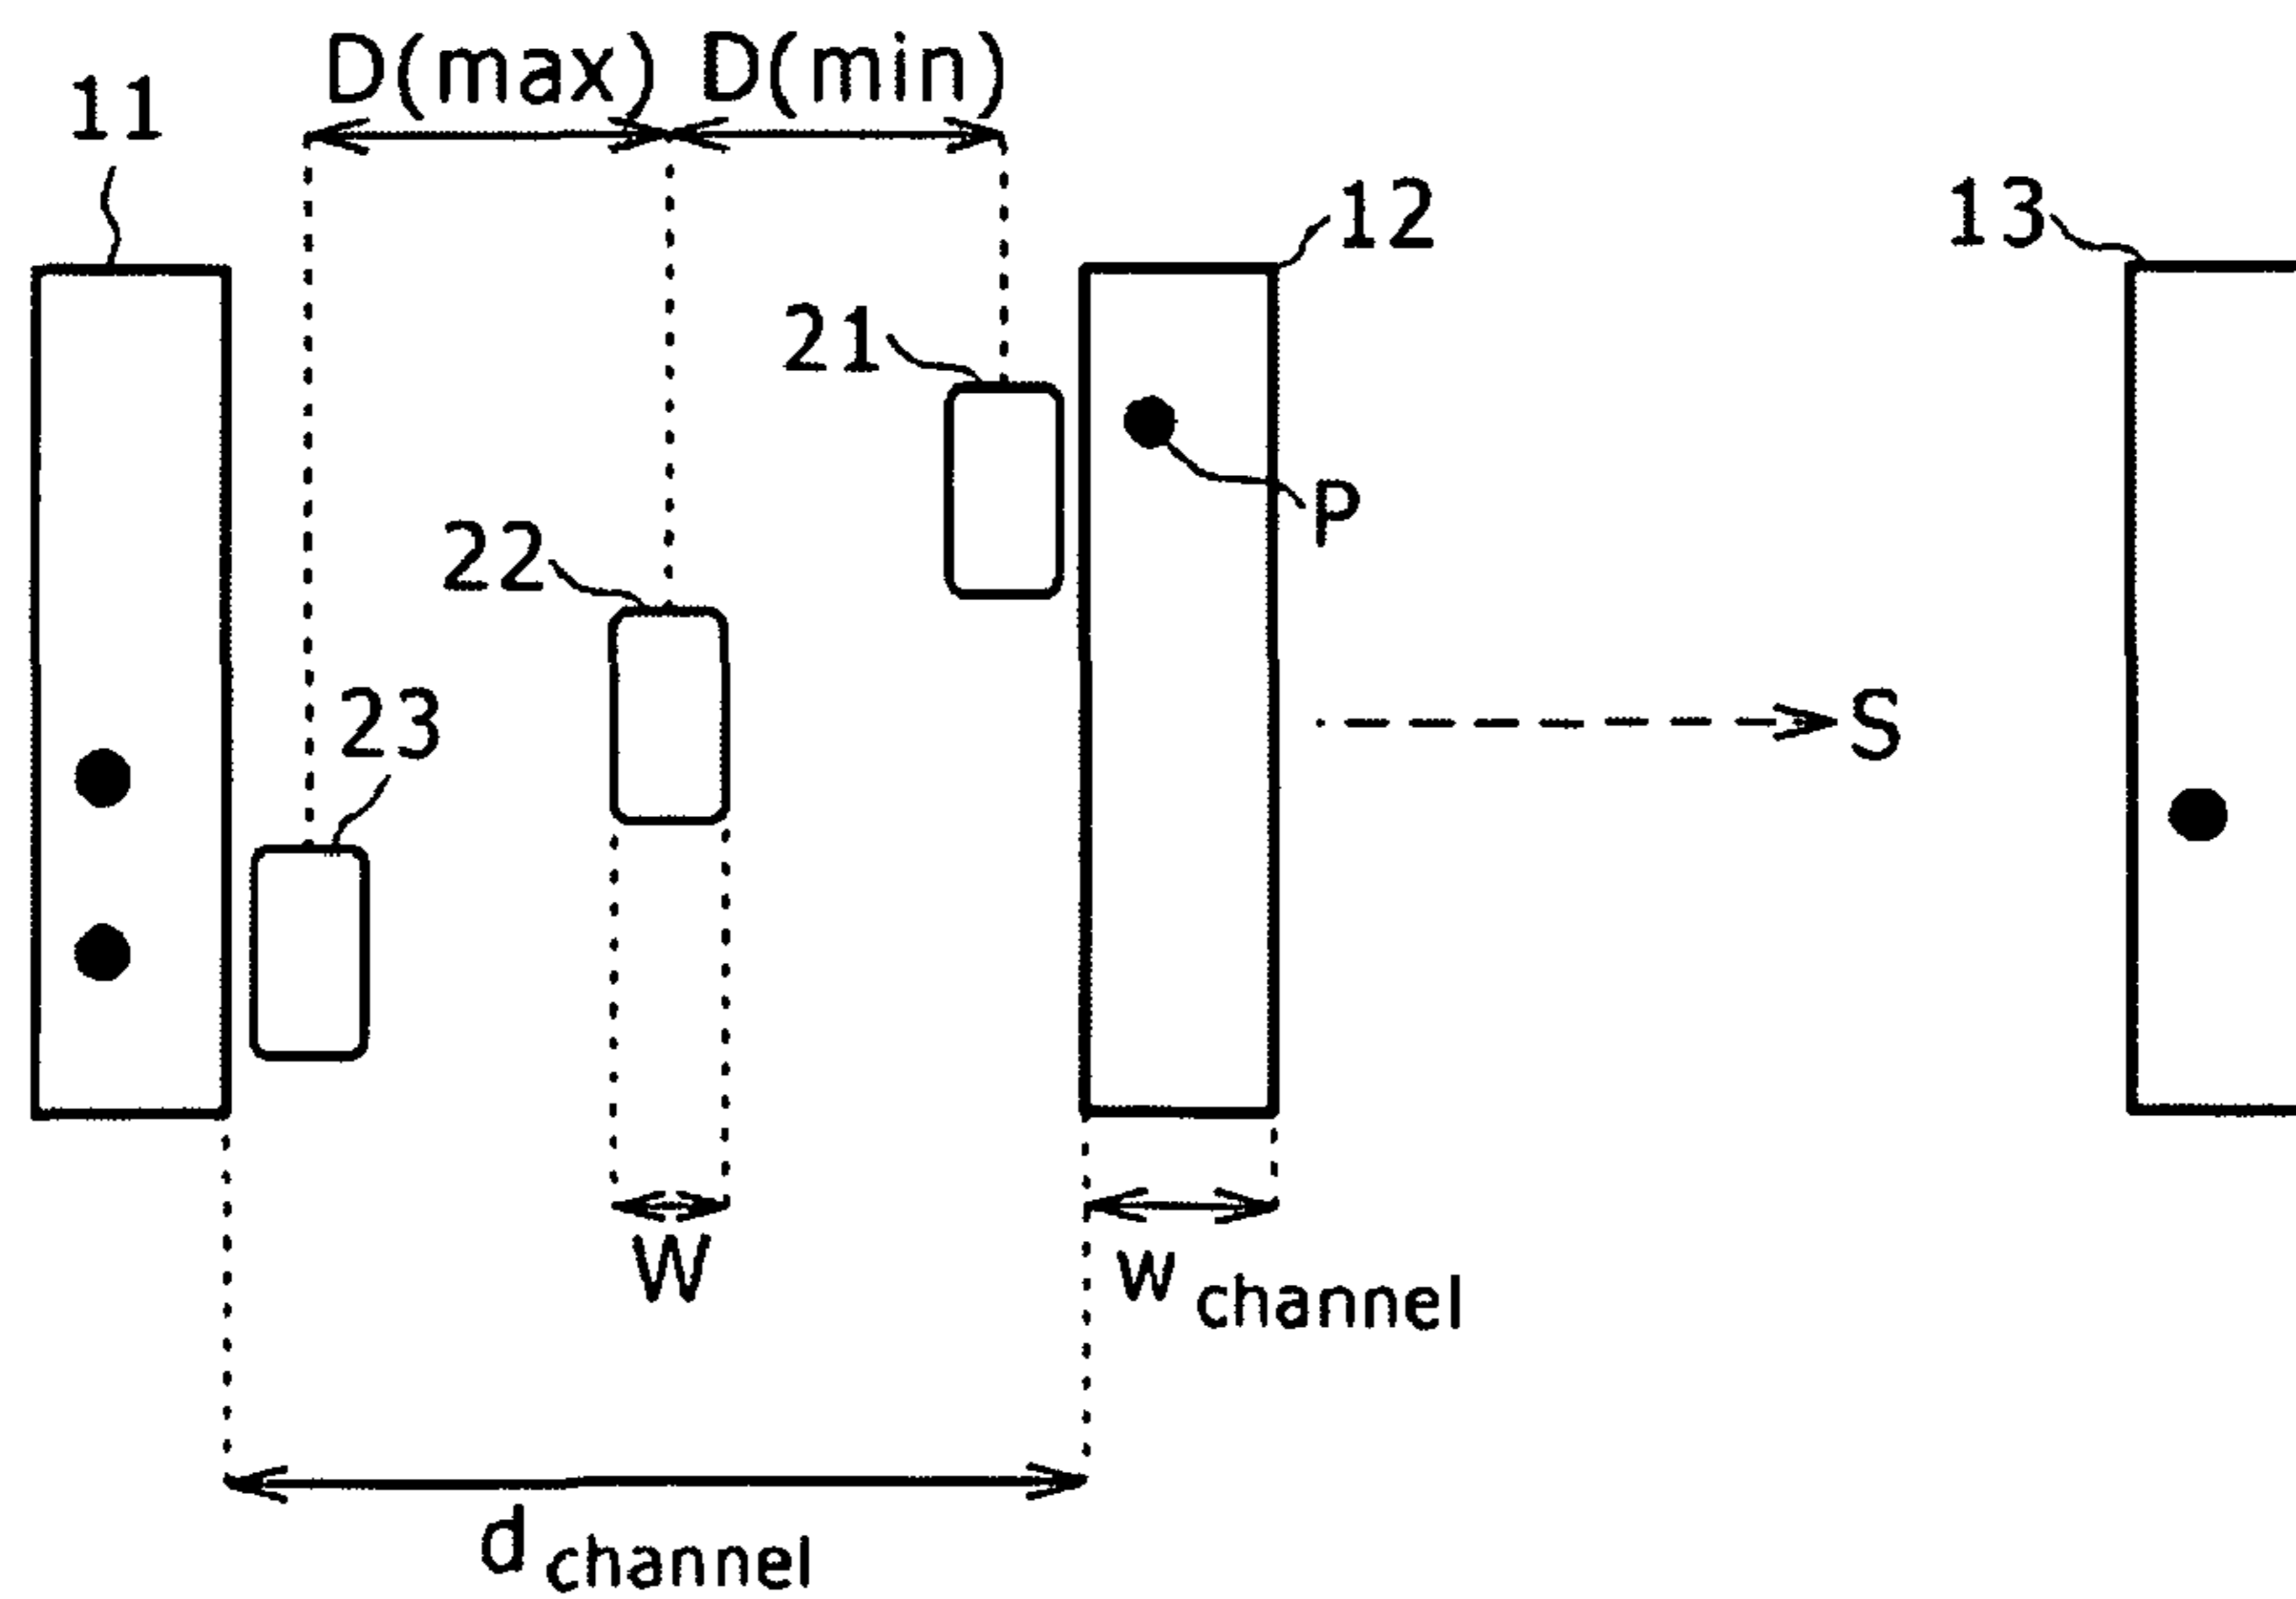 D(max) D(min)
11
12
13
21
P
22
23
S
W
w channel
d channel